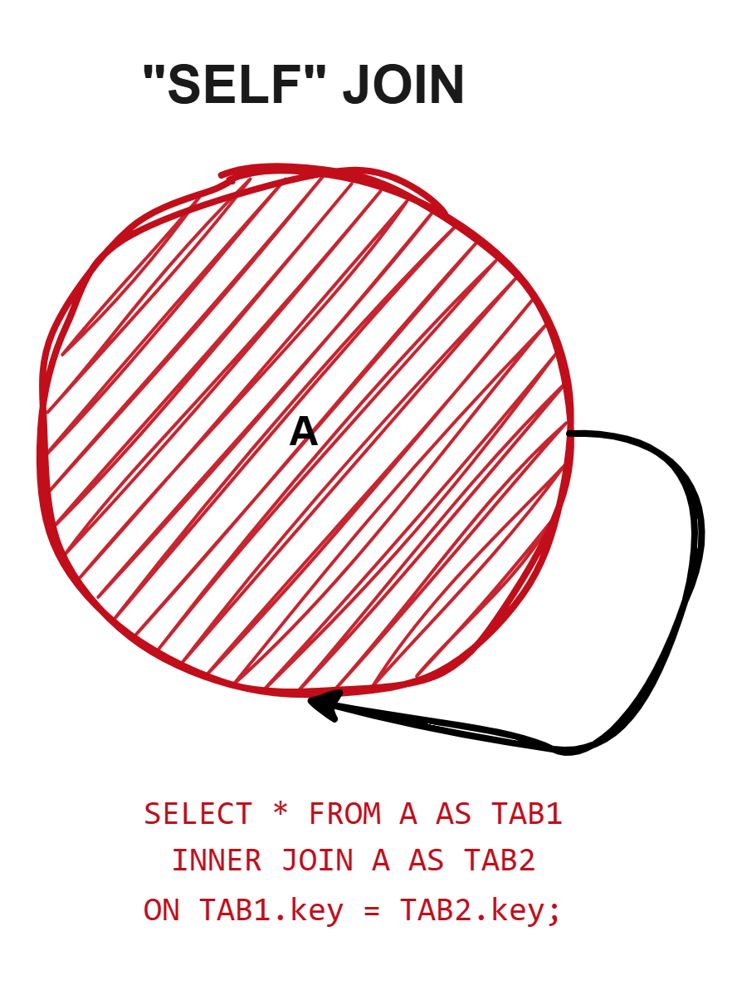 "SELF" JOIN
A
SELECT * FROM A AS TAB1
INNER JOIN A AS TAB2
ON TAB1.key = TAB2.key;